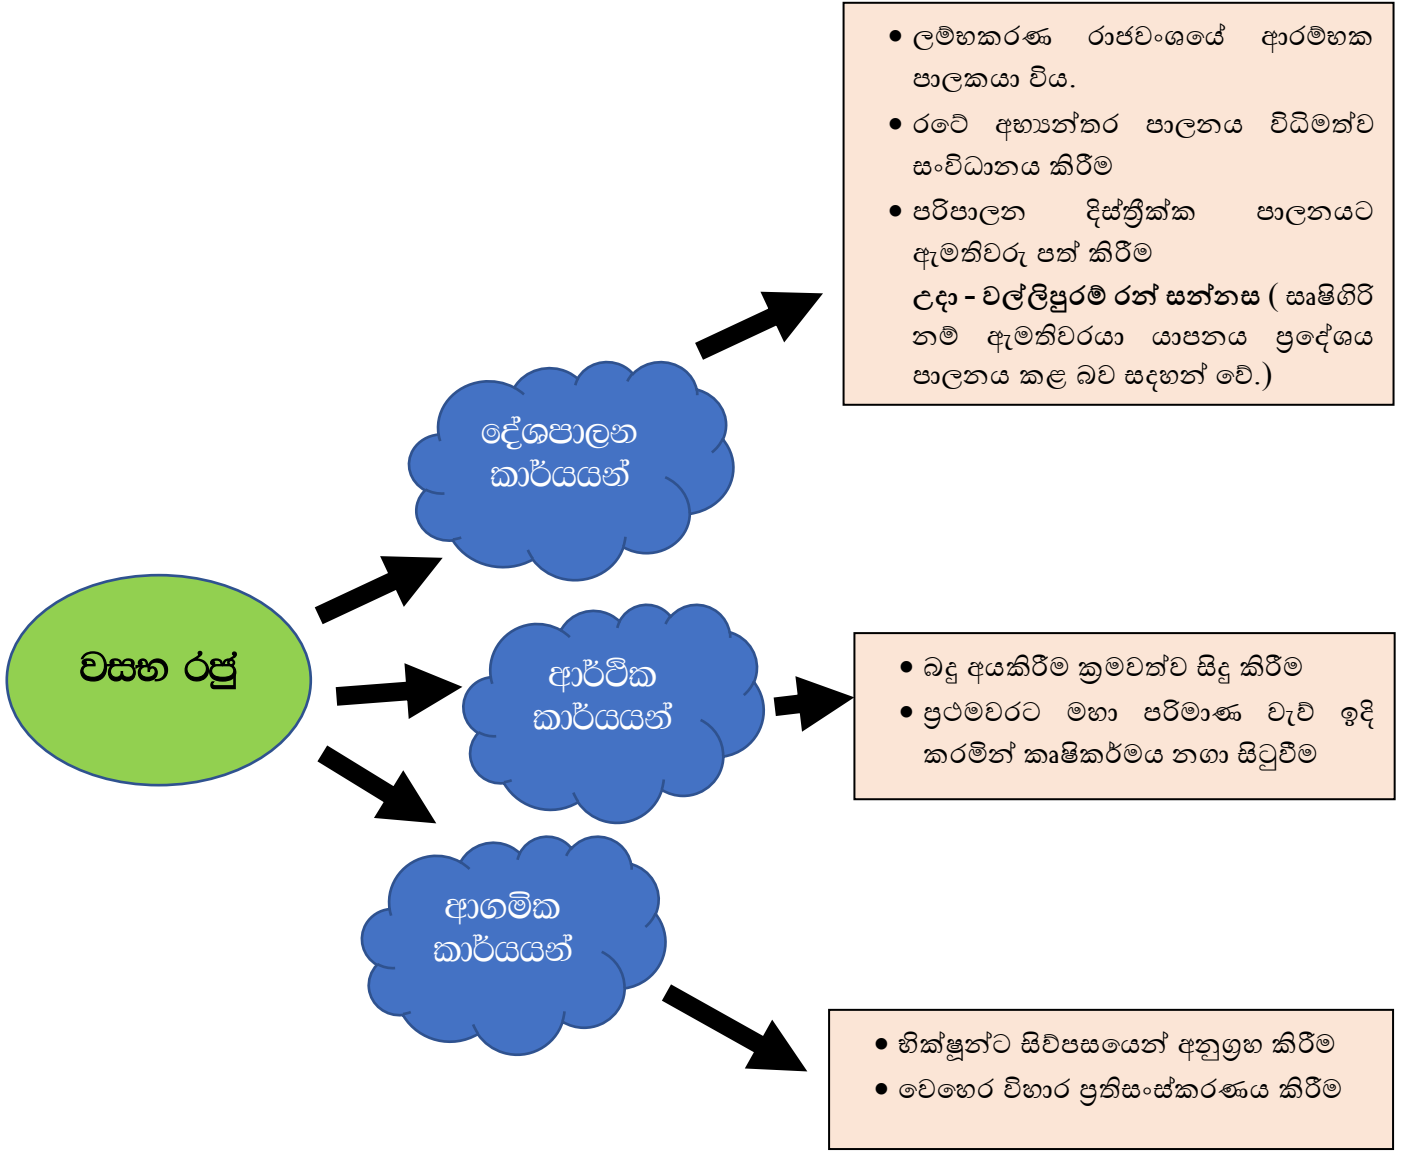 • ලම්භකරණ රාජවංශයේ ආරම්භක
පාලකයා විය.
• රටේ අභ්‍යන්තර පාලනය විධිමත්ව
සංවිධානය කිරීම
• පරිපාලන දිස්ත්‍රීක්ක පාලනයට
ඇමතිවරු පත් කිරීම
උදා - වල්ලිපුරම් රන් සන්නස ( සෘෂිගිරි
නම් ඇමතිවරයා යාපනය ප්‍රදේශය
පාලනය කළ බව සදහන් වේ.)
දේශපාලන
කාර්යයන්
වසභ රජු
ආර්ථික
කාර්යයන්
• බදු අයකිරීම ක්‍රමවත්ව සිදු කිරීම
• ප්‍රථමවරට මහා පරිමාණ වැව් ඉදි
කරමින් කෘෂිකර්මය නගා සිටුවීම
ආගමික
කාර්යයන්
• භික්ෂූන්ට සිව්පසයෙන් අනුග්‍රහ කිරීම
• වෙහෙර විහාර ප්‍රතිසංස්කරණය කිරීම